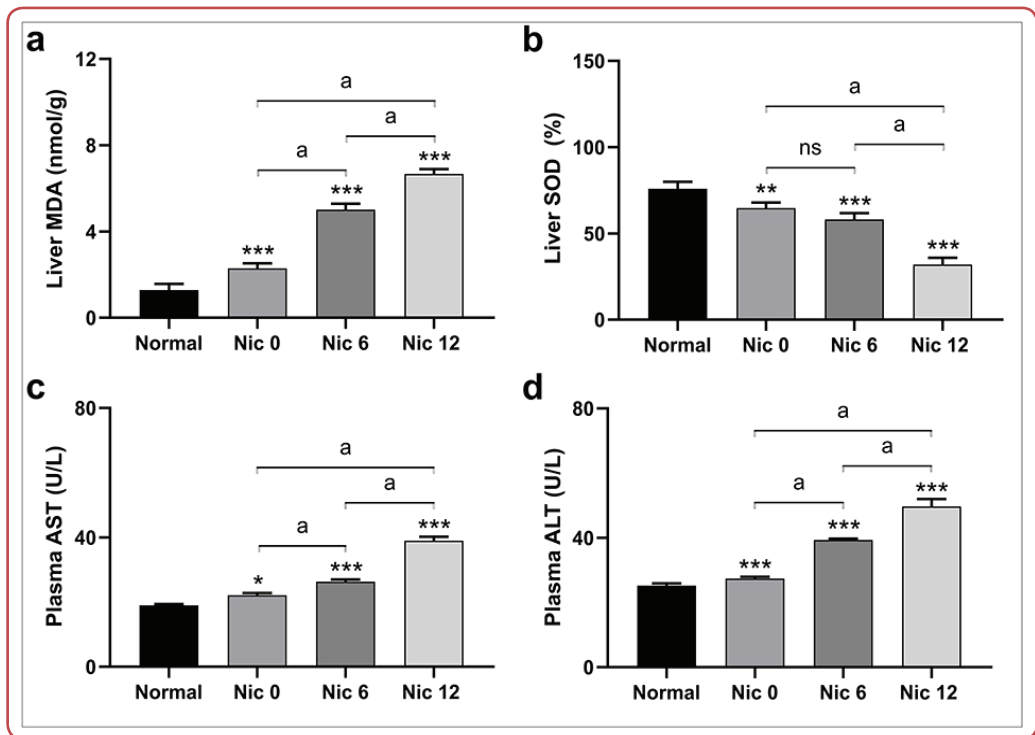 a
Liver MDA (nmol/g)
12
8
4
0
a
a
a
***
***
***
Normal Nic 0 Nic 6 Nic 12
b
Liver SOD (%)
150
100
50
0
a
a
ns
**
***
***
Normal Nic 0 Nic 6 Nic 12
c
Plasma AST (U/L)
80
40
0
a
a
a
*
***
***
Normal Nic 0 Nic 6 Nic 12
d
Plasma ALT (U/L)
80
40
0
a
a
a
***
***
***
Normal Nic 0 Nic 6 Nic 12